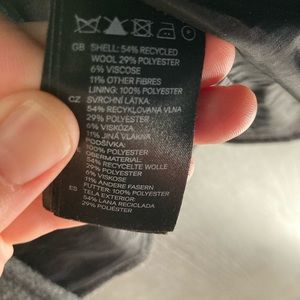 GB SHELL: 54% RECYCLED
WOOL 29% POLYESTER
6% VISCOSE
11% OTHER FIBRES
LINING: 100% POLYESTER
CZ SVRCHNÍ LÁTKA:
54% RECYKLOVANÁ VLNA
29% POLYESTER
6% VISKÓZA
11% JINÁ VLÁKNA
PODŠÍVKA:
100% POLYESTER
DE OBERMATERIAL:
54% RECYCELTE WOLLE
29% POLYESTER
6% VISKOSE
11% ANDERE FASERN
FUTTER: 100% POLYESTER
ES TELA EXTERIOR:
54% LANA RECICLADA
29% POLIÉSTER